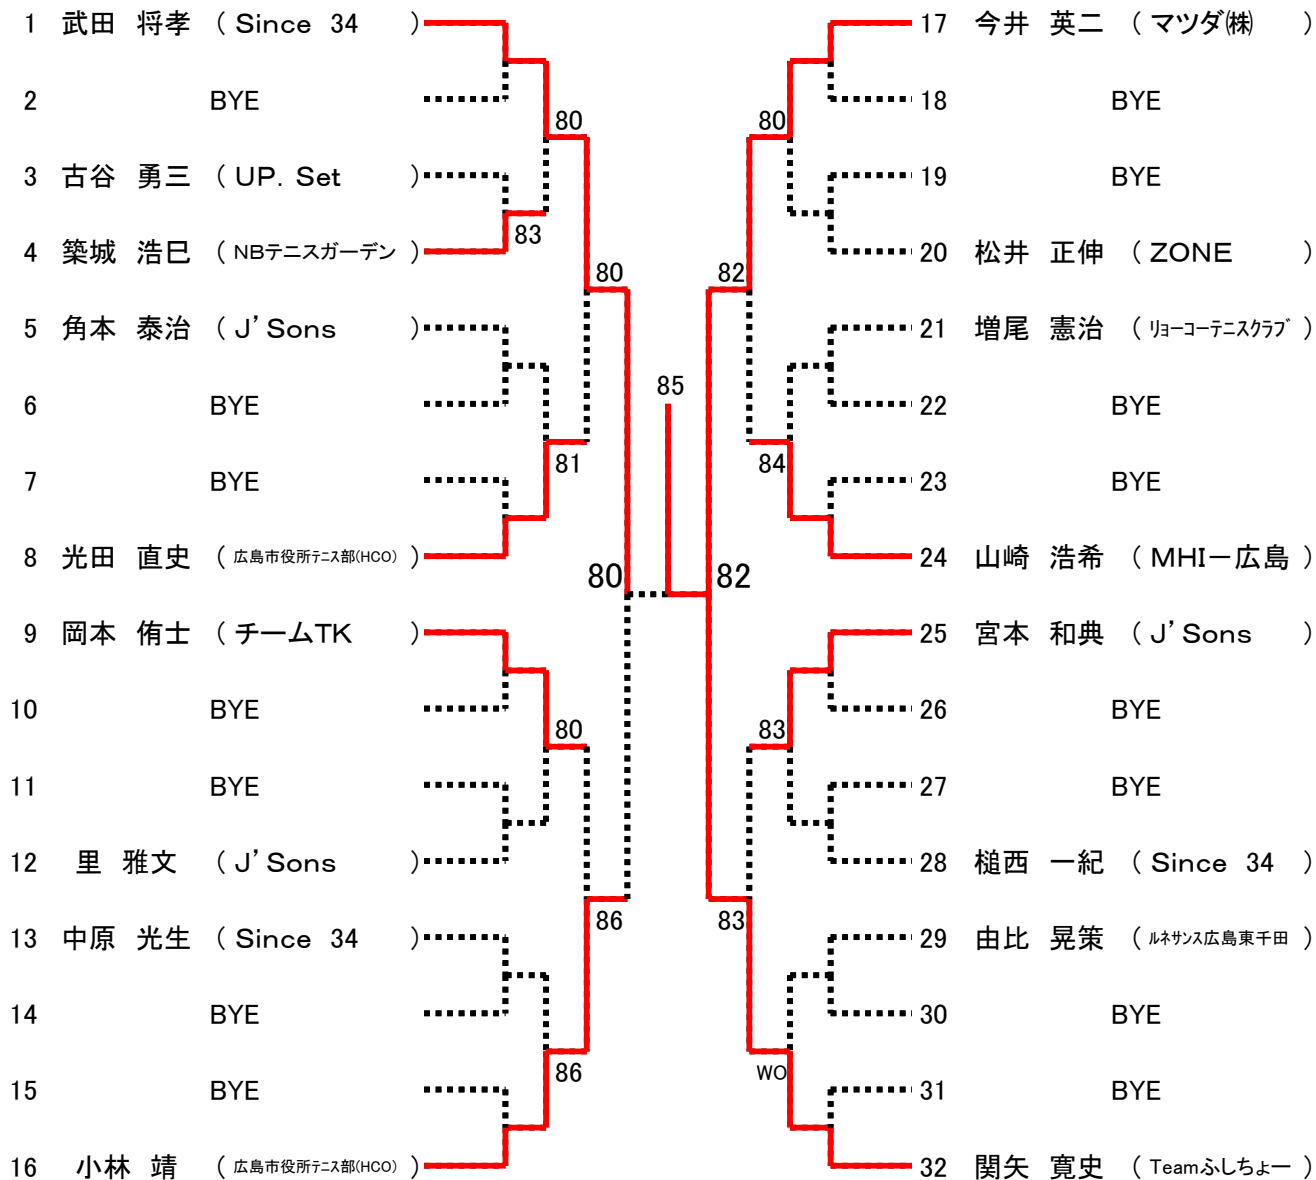 1 武田 将孝 ( Since 34 )
2 BYE
80
3 古谷 勇三 ( UP. Set )
83
4 築城 浩巳 ( NBテニスガーデン )
80
5 角本 泰治 ( J'Sons )
6 BYE
81
7 BYE
8 光田 直史 ( 広島市役所テニス部(HCO) )
80
9 岡本 侑士 ( チームTK )
10 BYE
80
11 BYE
12 里 雅文 ( J'Sons )
86
13 中原 光生 ( Since 34 )
14 BYE
86
15 BYE
16 小林 靖 ( 広島市役所テニス部(HCO) )
85
17 今井 英二 ( マツダ㈱ )
18 BYE
80
19 BYE
20 松井 正伸 ( ZONE )
82
21 増尾 憲治 ( リョーコーテニスクラブ )
22 BYE
84
23 BYE
24 山崎 浩希 ( MHIー広島 )
82
25 宮本 和典 ( J'Sons )
26 BYE
83
27 BYE
28 槌西 一紀 ( Since 34 )
83
29 由比 晃策 ( ルネサンス広島東千田 )
30 BYE
WO
31 BYE
32 関矢 寛史 ( Teamふしちょー )